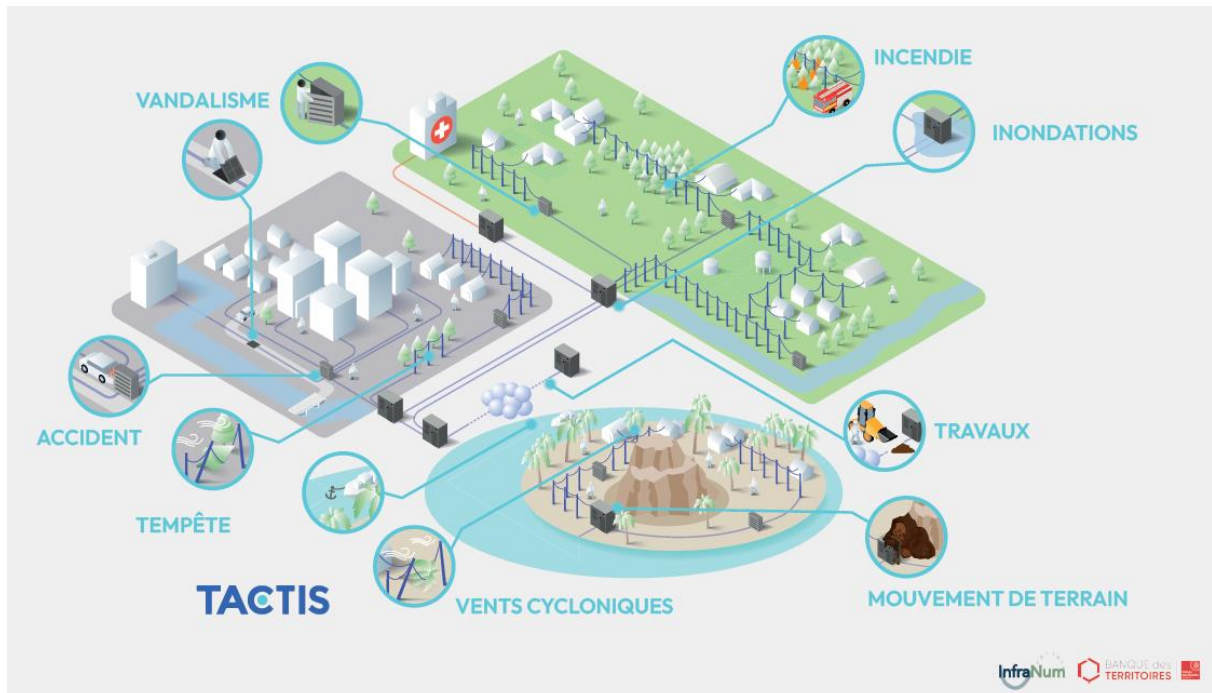 INCENDIE
VANDALISME
INONDATIONS
ACCIDENT
TRAVAUX
TEMPÊTE
TACTIS
VENTS CYCLONIQUES
MOUVEMENT DE TERRAIN
InfraNum
BANQUE des
TERRITOIRES